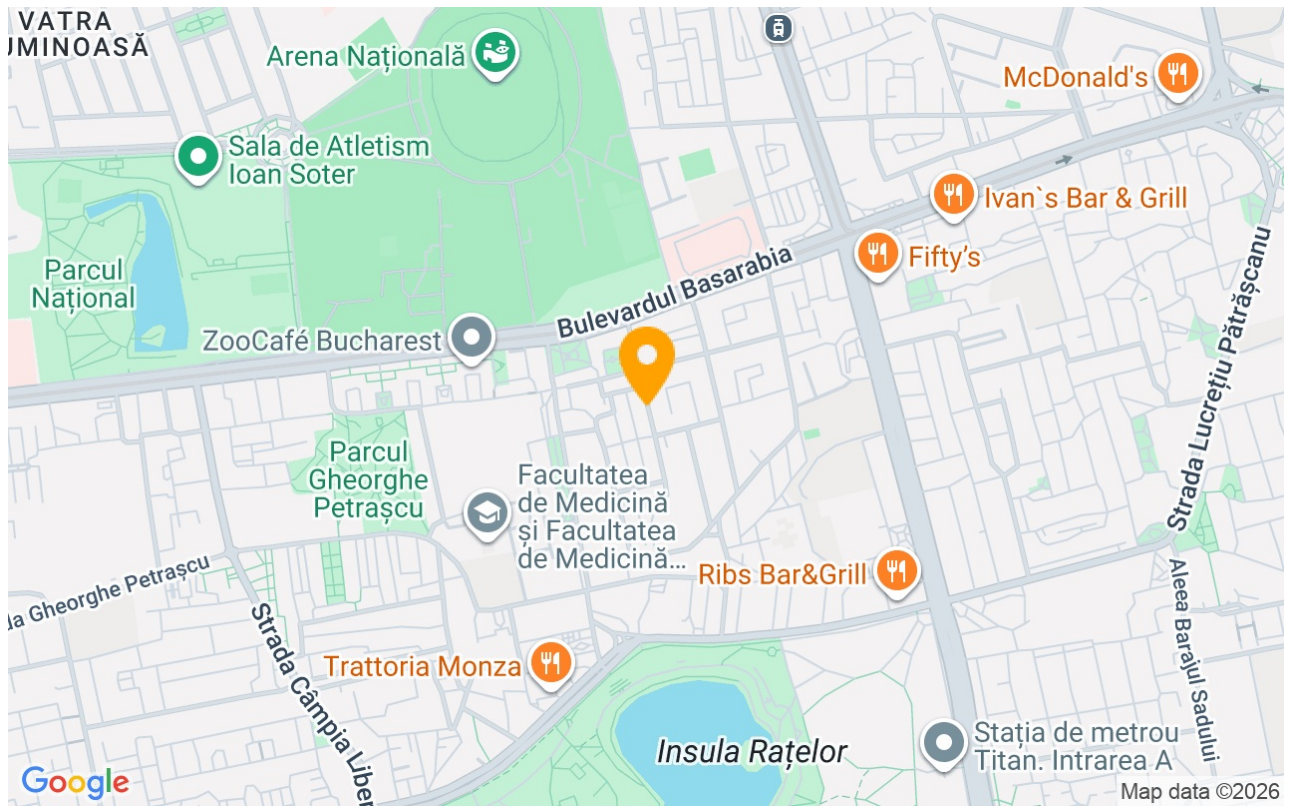 VATRA
UMINOASĂ
Arena Națională
McDonald's
Sala de Atletism
Ioan Soter
Ivan`s Bar & Grill
Fifty's
Parcul
Național
Bulevardul Basarabia
ZooCafé Bucharest
Strada Lucrețiu Pătrășcanu
Parcul
Gheorghe
Petrașcu
Facultatea
de Medicină
și Facultatea
de Medicină...
da Gheorghe Petrașcu
Ribs Bar&Grill
Aleea Barajul Sadului
Strada Câmpia Liber
Trattoria Monza
Insula Rațelor
Stația de metrou
Titan. Intrarea A
Google
Map data ©2026